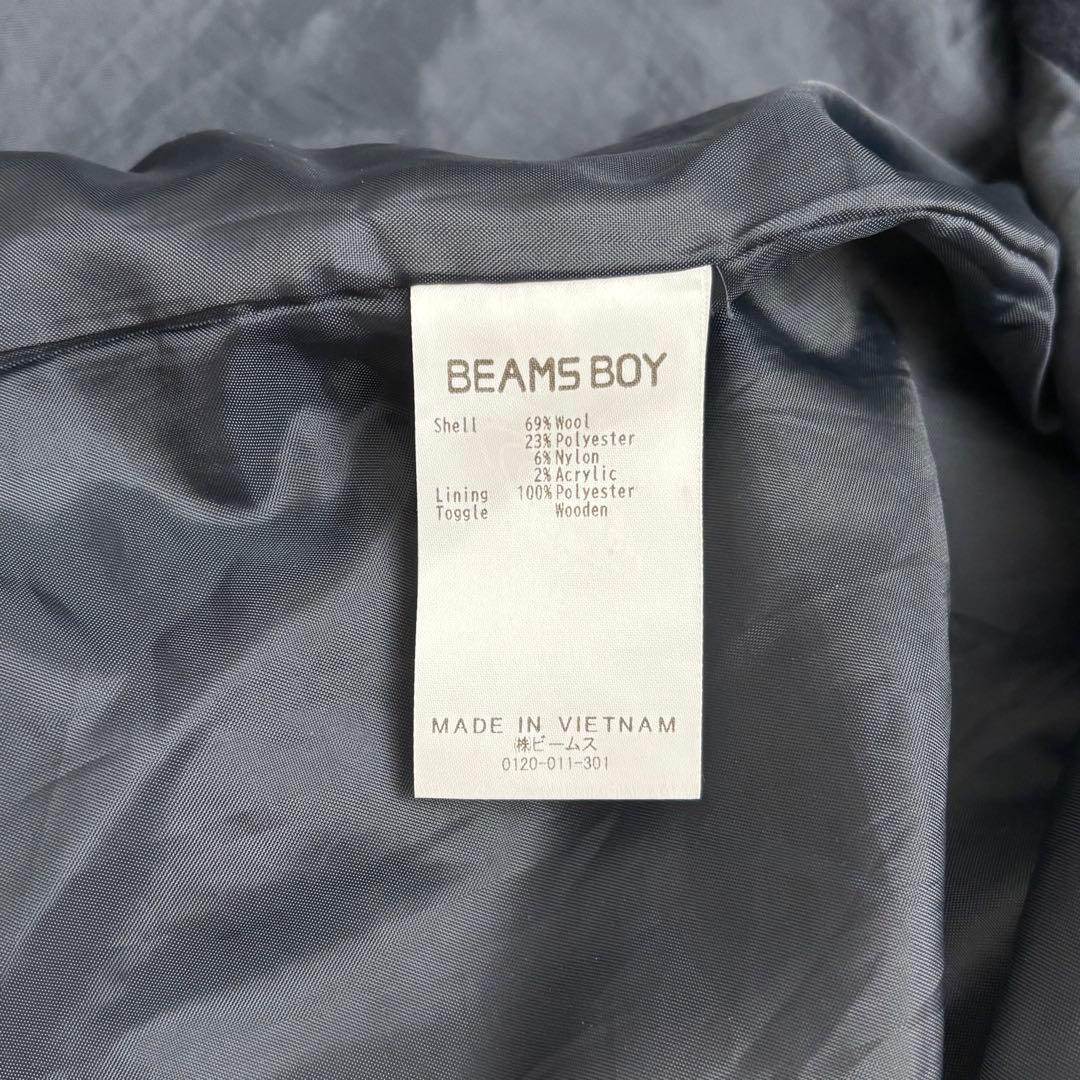 BEAMS BOY
Shell 69% Wool
23% Polyester
6% Nylon
2% Acrylic
Lining 100% Polyester
Toggle Wooden
MADE IN VIETNAM
㈱ビームス
0120-011-301